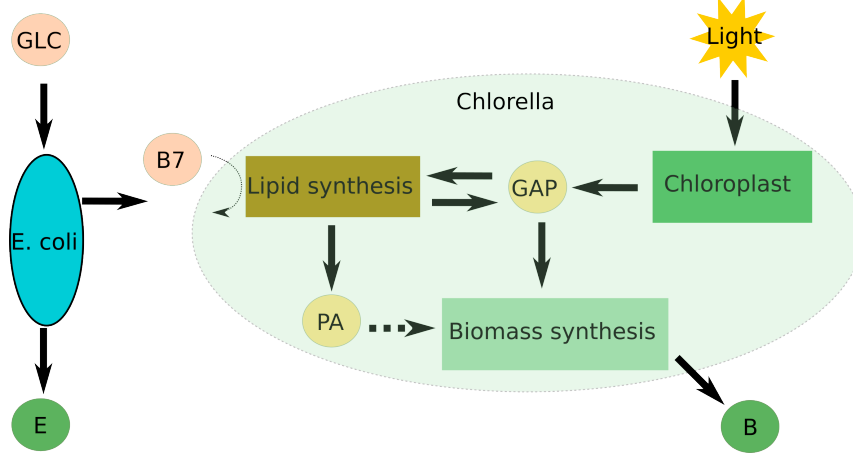 GLC
Light
Chlorella
B7
Lipid synthesis
GAP
Chloroplast
E. coli
PA
Biomass synthesis
E
B